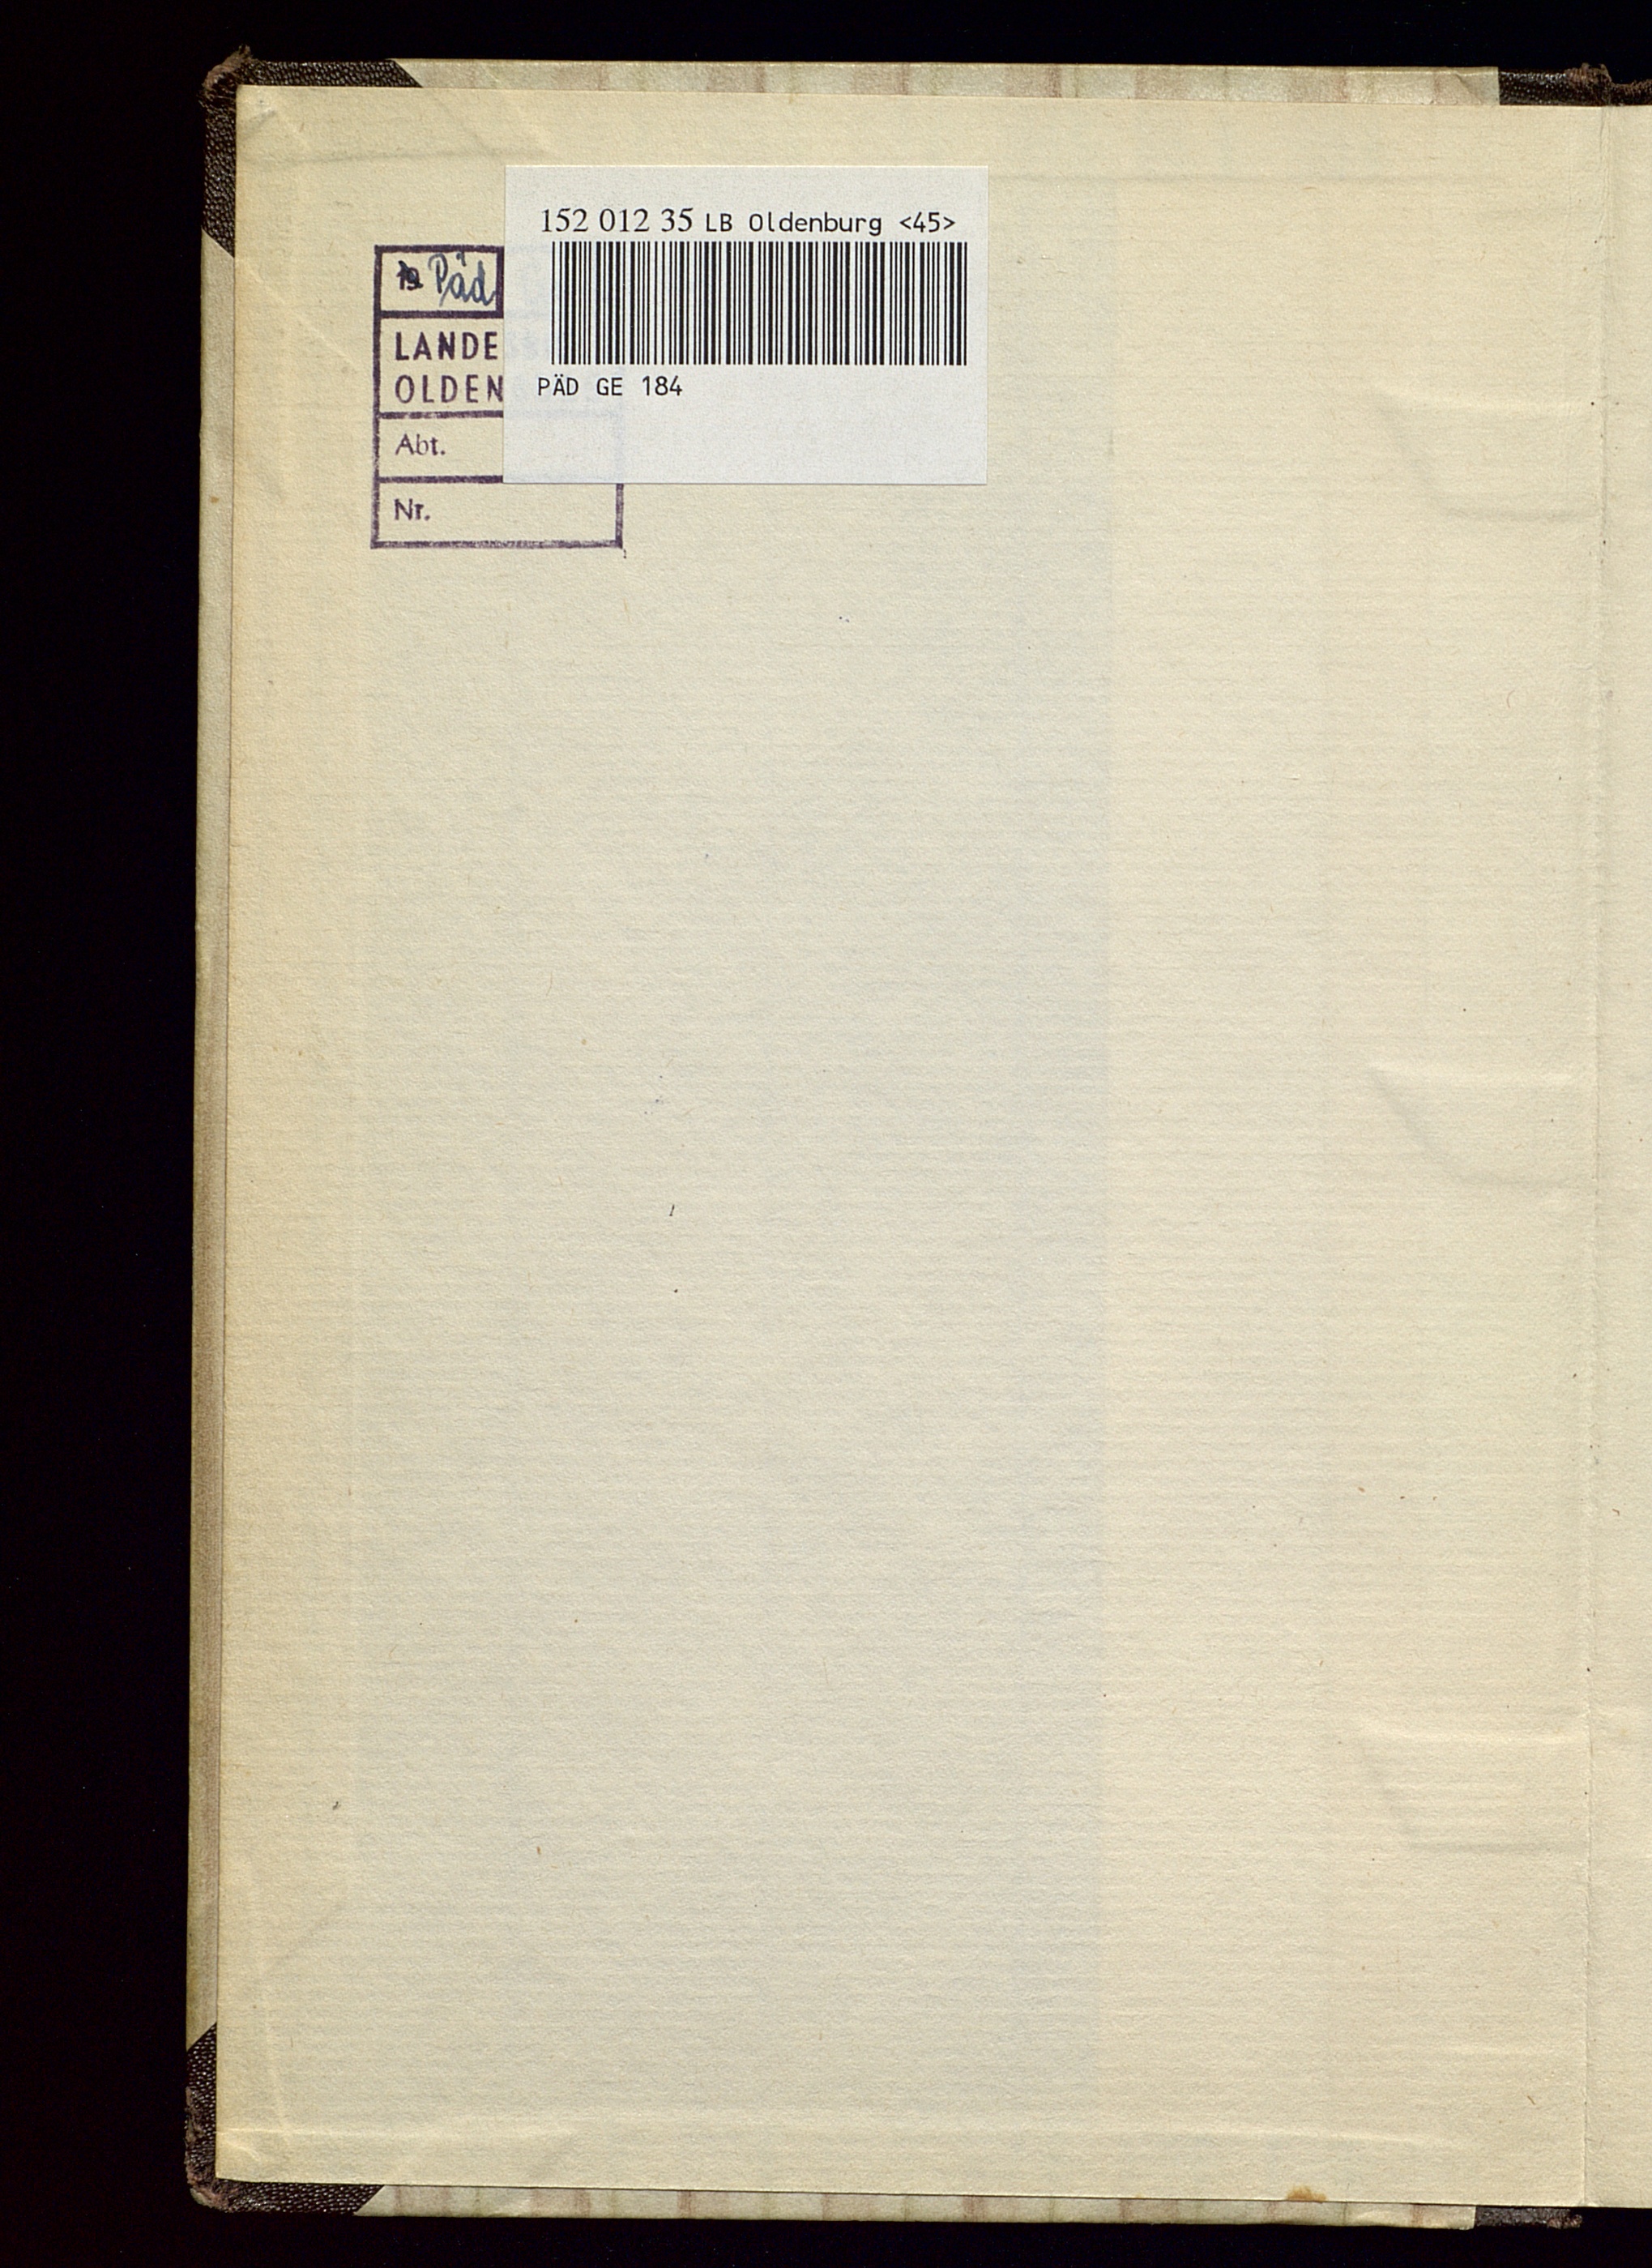 152 012 35 LB Oldenburg <45>
PÄD GE 184
Päd
LANDE
OLDEN
Abt.
Nr.